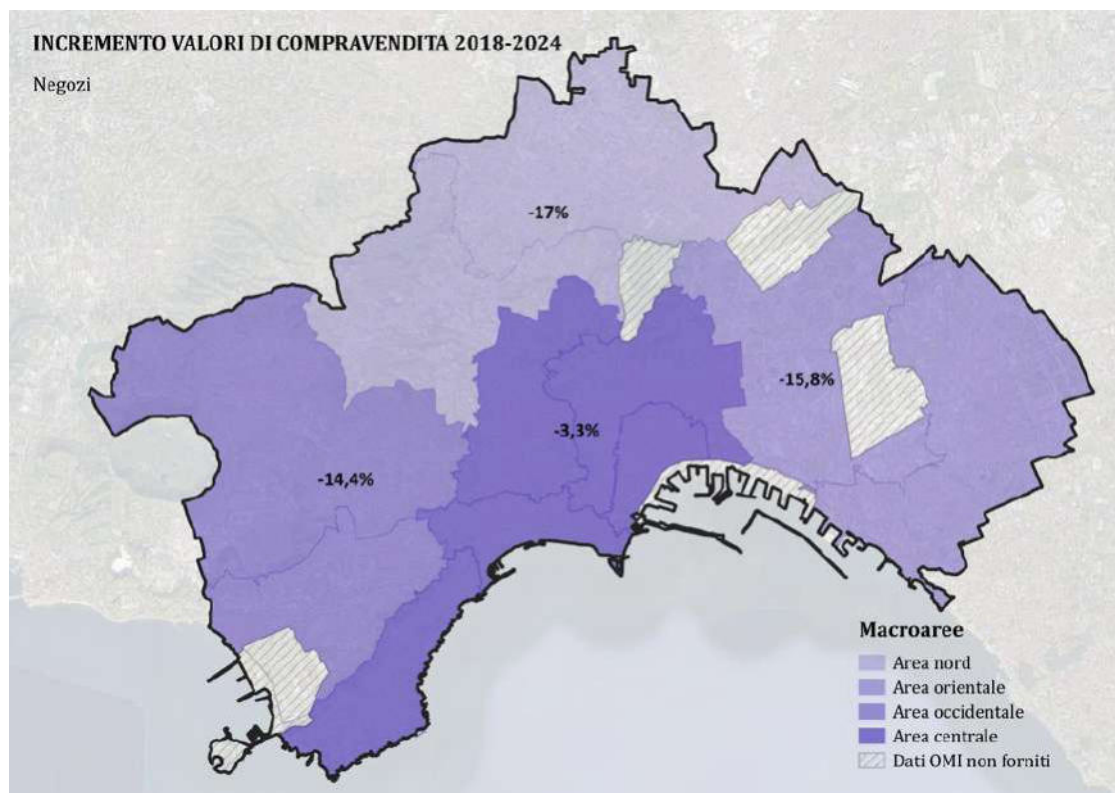 INCREMENTO VALORI DI COMPRAVENDITA 2018-2024
Negozi
-17%
-15,8%
-3,3%
-14,4%
Macroaree
Area nord
Area orientale
Area occidentale
Area centrale
Dati OMI non forniti